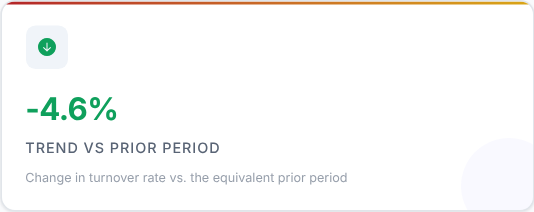 -4.6%
TREND VS PRIOR PERIOD
Change in turnover rate vs. the equivalent prior period